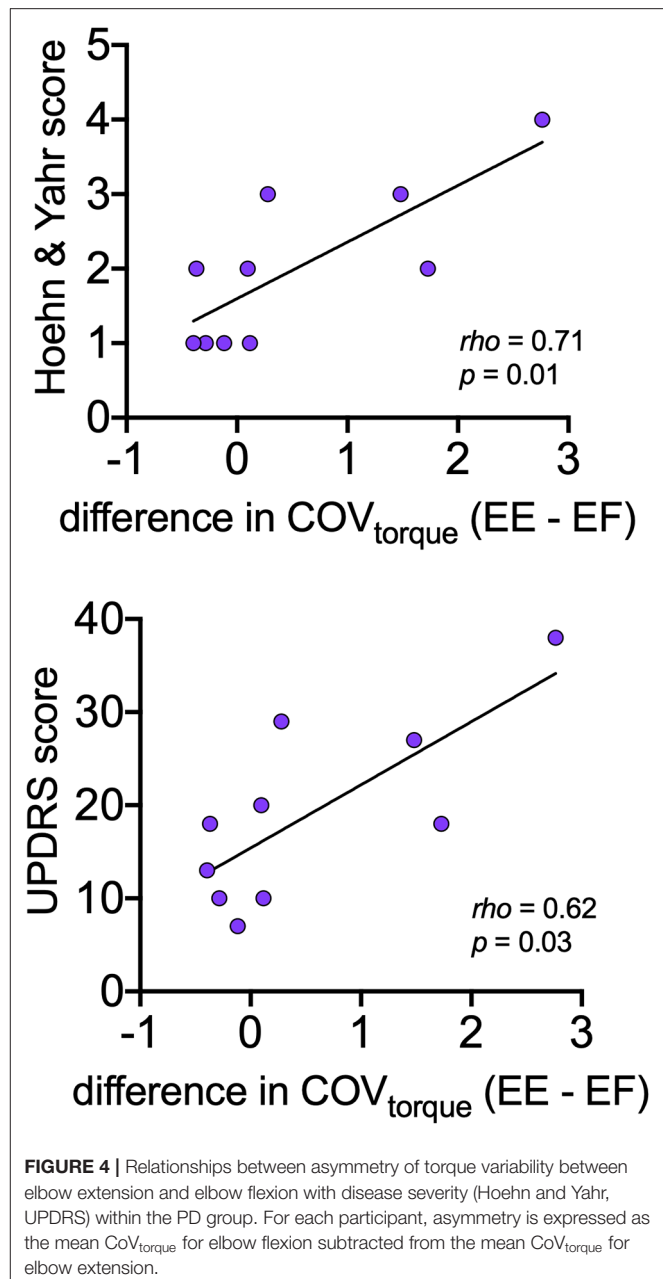 5
4
3
2
1
0
Hoehn & Yahr score
rho = 0.71
p = 0.01
-1 0 1 2 3
difference in COVtorque (EE - EF)
40
30
20
10
0
UPDRS score
rho = 0.62
p = 0.03
-1 0 1 2 3
difference in COVtorque (EE - EF)
FIGURE 4 | Relationships between asymmetry of torque variability between
elbow extension and elbow flexion with disease severity (Hoehn and Yahr,
UPDRS) within the PD group. For each participant, asymmetry is expressed as
the mean CoVtorque for elbow flexion subtracted from the mean CoVtorque for
elbow extension.